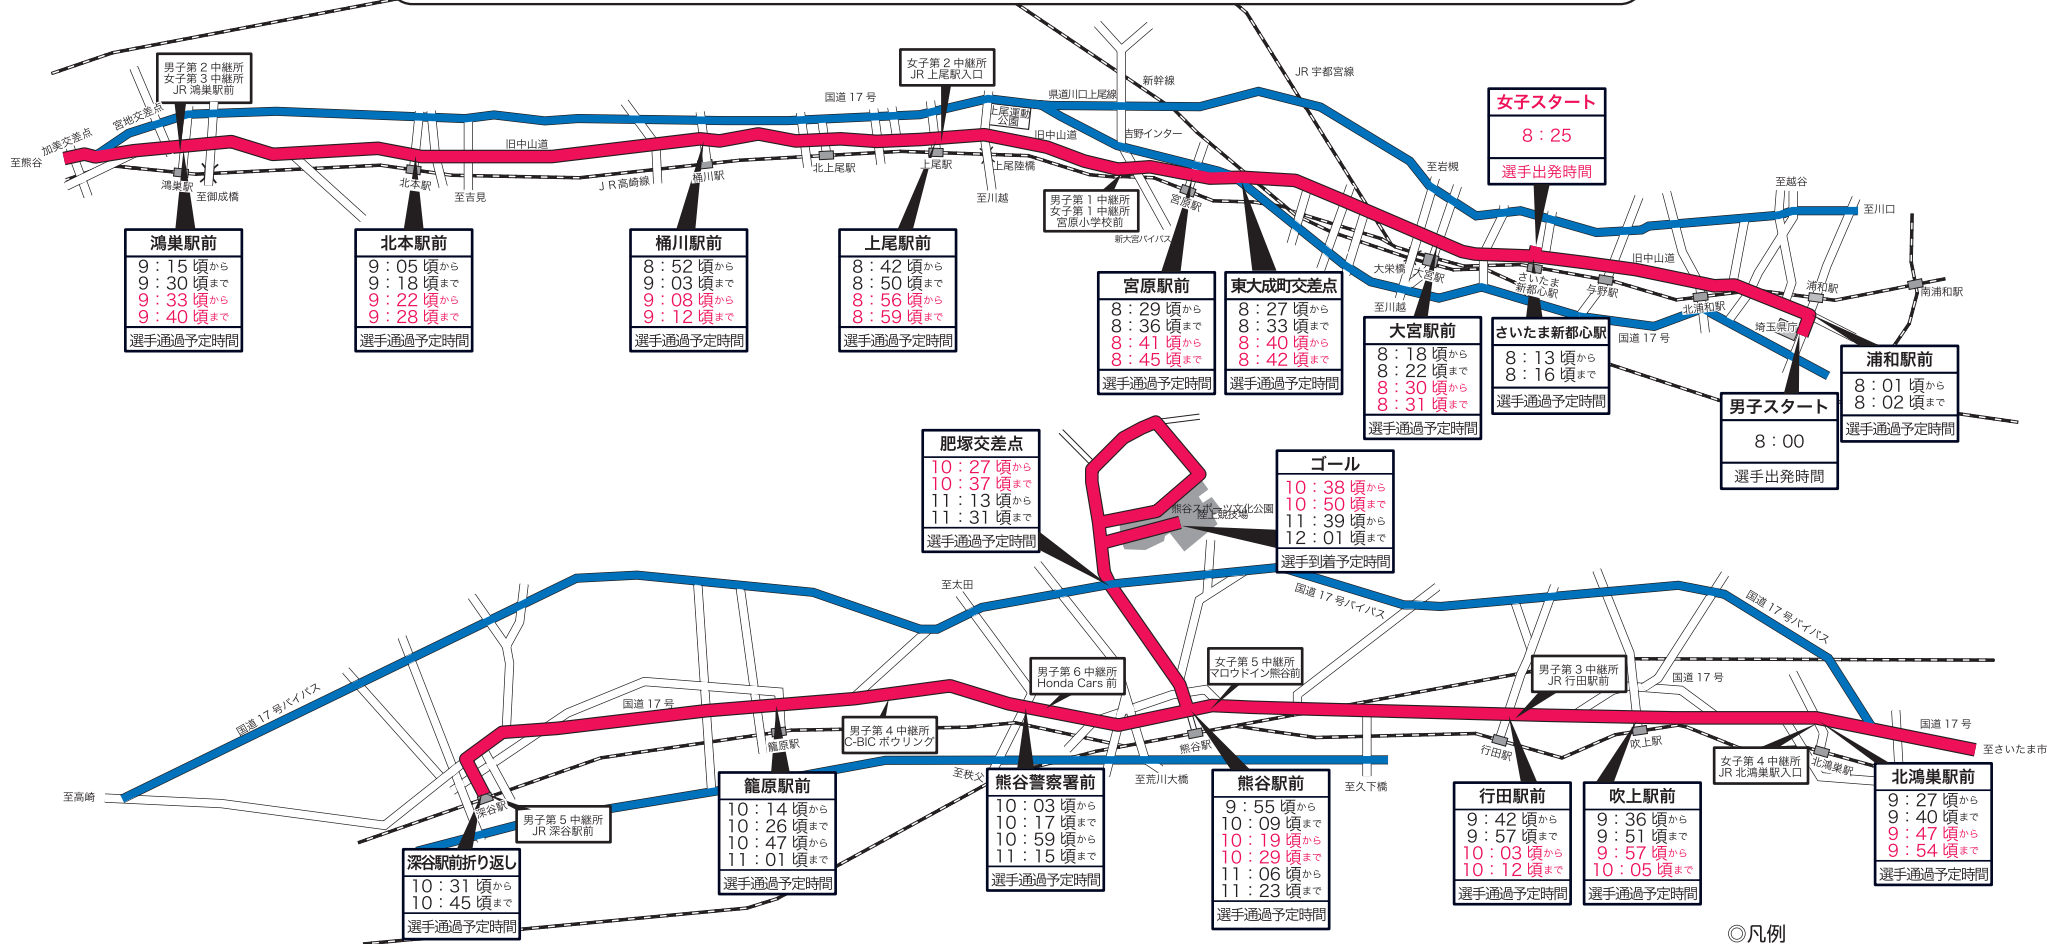 男子第２中継所
女子第３中継所
JR 鴻巣駅前
女子第２中継所
JR 上尾駅入口
新幹線
JR 宇都宮線
国道 17 号
県道川口上尾線
上尾運動
公園
宮地交差点
加美交差点
至熊谷
旧中山道
旧中山道
吉野インター
女子スタート
8：25
選手出発時間
鴻巣駅
至御成橋
北本駅
至吉見
ＪＲ高崎線
桶川駅
北上尾駅
上尾駅
上尾陸橋
至川越
男子第１中継所
女子第１中継所
宮原小学校前
宮原駅
新大宮バイパス
至岩槻
至越谷
至川口
鴻巣駅前
9：15 頃から
9：30 頃まで
9：33 頃から
9：40 頃まで
選手通過予定時間
北本駅前
9：05 頃から
9：18 頃まで
9：22 頃から
9：28 頃まで
選手通過予定時間
桶川駅前
8：52 頃から
9：03 頃まで
9：08 頃から
9：12 頃まで
選手通過予定時間
上尾駅前
8：42 頃から
8：50 頃まで
8：56 頃から
8：59 頃まで
選手通過予定時間
宮原駅前
8：29 頃から
8：36 頃まで
8：41 頃から
8：45 頃まで
選手通過予定時間
東大成町交差点
8：27 頃から
8：33 頃まで
8：40 頃から
8：42 頃まで
選手通過予定時間
大栄橋
大宮駅
至川越
さいたま
新都心駅
与野駅
旧中山道
北浦和駅
浦和駅
南浦和駅
埼玉県庁
国道 17 号
大宮駅前
8：18 頃から
8：22 頃まで
8：30 頃から
8：31 頃まで
選手通過予定時間
さいたま新都心駅
8：13 頃から
8：16 頃まで
選手通過予定時間
男子スタート
8：00
選手出発時間
浦和駅前
8：01 頃から
8：02 頃まで
選手通過予定時間
肥塚交差点
10：27 頃から
10：37 頃まで
11：13 頃から
11：31 頃まで
選手通過予定時間
熊谷スポーツ文化公園
陸上競技場
ゴール
10：38 頃から
10：50 頃まで
11：39 頃から
12：01 頃まで
選手到着予定時間
至太田
国道 17 号バイパス
国道 17 号バイパス
国道 17 号バイパス
国道 17 号
男子第６中継所
Honda Cars 前
女子第５中継所
マロウドイン熊谷前
男子第３中継所
JR 行田駅前
国道 17 号
国道 17 号
至さいたま市
男子第４中継所
C-BIC ボウリング
籠原駅
熊谷駅
行田駅
吹上駅
女子第４中継所
JR 北鴻巣駅入口
北鴻巣駅
至高崎
深谷駅
男子第５中継所
JR 深谷駅前
至秩父
至荒川大橋
至久下橋
深谷駅前折り返し
10：31 頃から
10：45 頃まで
選手通過予定時間
籠原駅前
10：14 頃から
10：26 頃まで
10：47 頃から
11：01 頃まで
選手通過予定時間
熊谷警察署前
10：03 頃から
10：17 頃まで
10：59 頃から
11：15 頃まで
選手通過予定時間
熊谷駅前
9：55 頃から
10：09 頃まで
10：19 頃から
10：29 頃まで
11：06 頃から
11：23 頃まで
選手通過予定時間
行田駅前
9：42 頃から
9：57 頃まで
10：03 頃から
10：12 頃まで
選手通過予定時間
吹上駅前
9：36 頃から
9：51 頃まで
9：57 頃から
10：05 頃まで
選手通過予定時間
北鴻巣駅前
9：27 頃から
9：40 頃まで
9：47 頃から
9：54 頃まで
選手通過予定時間
◎凡例